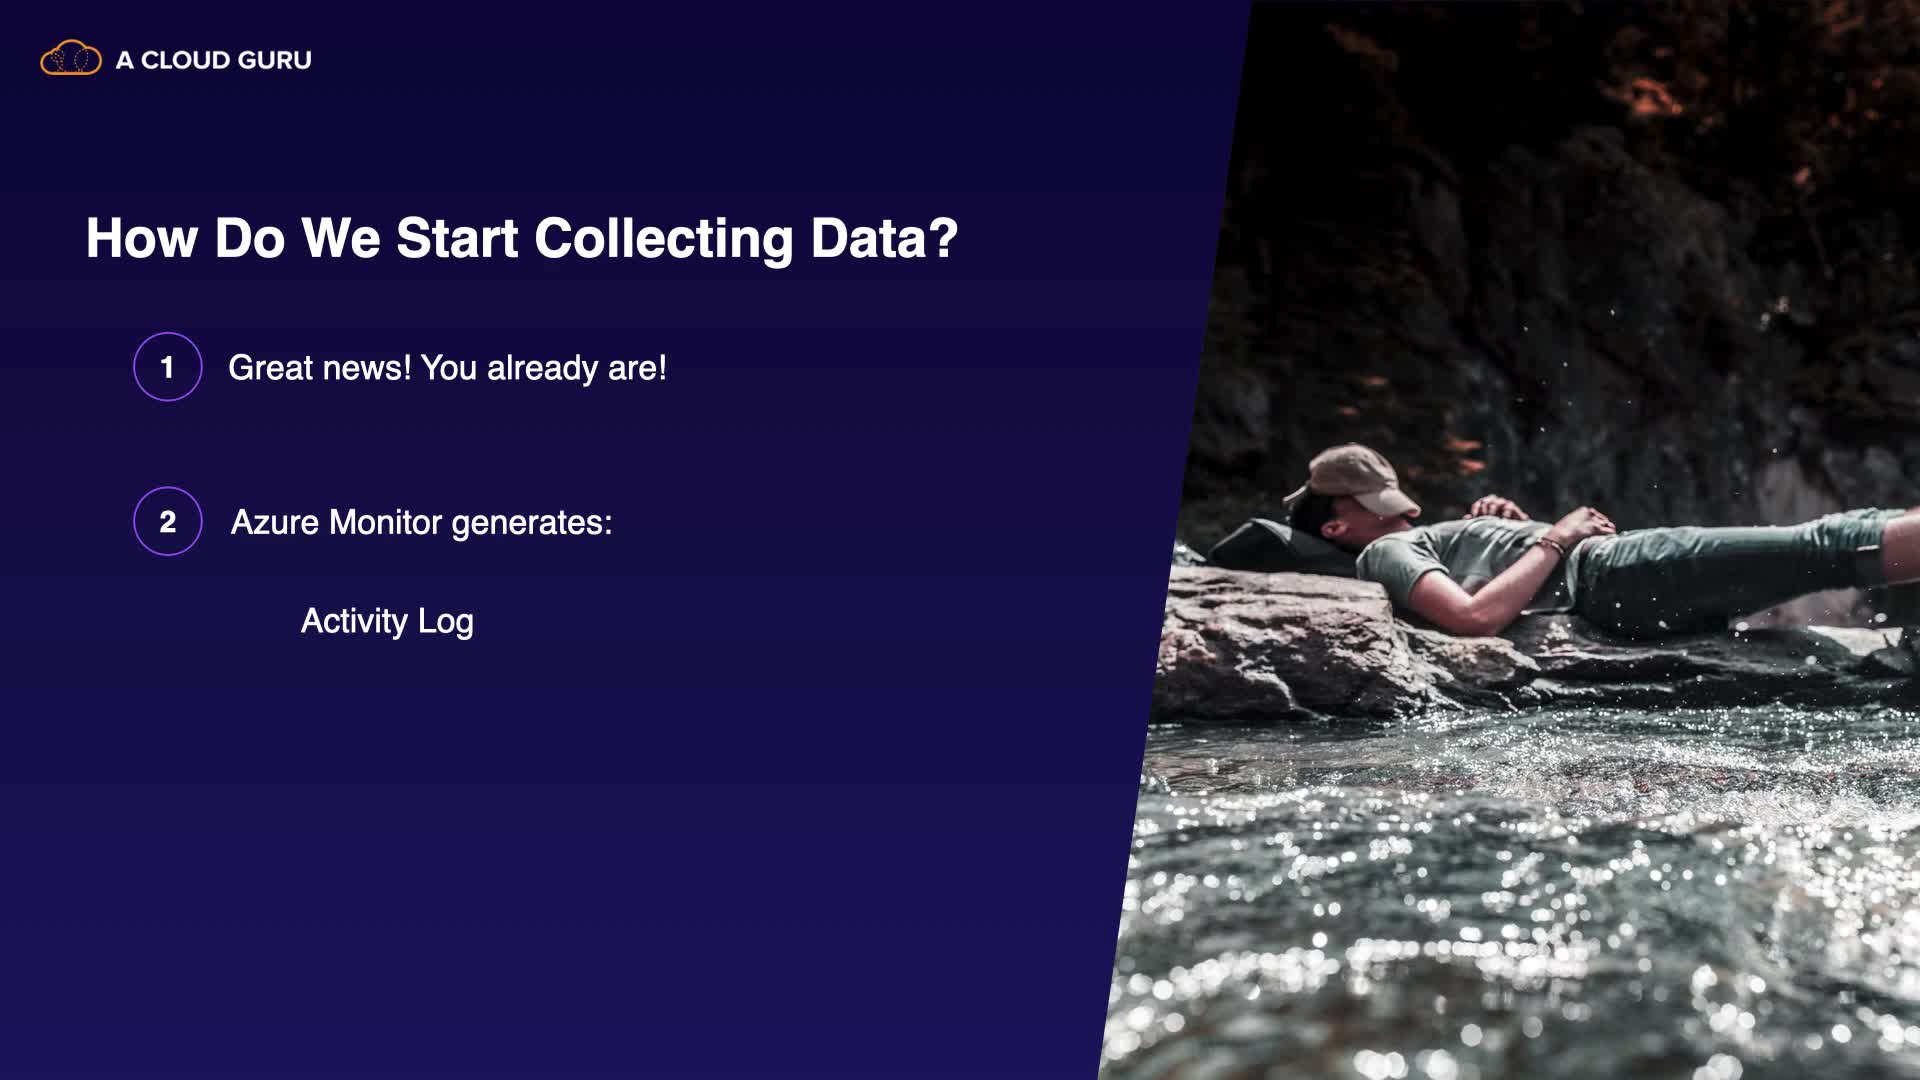 A CLOUD GURU
How Do We Start Collecting Data?
1 Great news! You already are!
2 Azure Monitor generates:
Activity Log